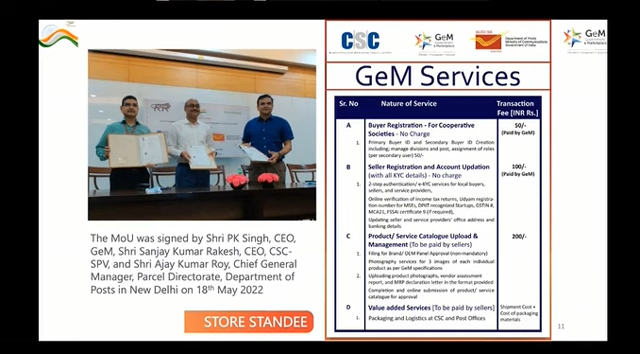 CSC
GeM
GeM
GeM Services
Sr. No Nature of Service Transaction Fee [INR Rs.]
A Buyer Registration - For Cooperative Societies - No Charge 50/- (Paid by GeM)
1. Primary Buyer ID and Secondary Buyer ID Creation including; manage divisions and post, assignment of roles (per secondary user) 50/-
B Seller Registration and Account Updation (with all KYC details) - No charge 100/- (Paid by GeM)
1. 2-step authentication/ e-KYC services for local buyers, sellers, and service providers,
Online verification of income tax returns, Udyam registration number for MSEs, DPIIT recognized Startups, GSTIN #, MCA21, FSSAI certificate 9 (if required),
Updating seller and service providers' office address and banking details
C Product/ Service Catalogue Upload & Management (To be paid by sellers) 200/-
1. Filing for Brand/ OEM Panel Approval (non-mandatory)
Photography services for 3 images of each individual product as per GeM specifications
2. Uploading product photographs, vendor assessment report, and MRP declaration letter in the format provided
Completion and online submission of product/ service catalogue for approval
D Value added Services [To be paid by sellers] Shipment Cost + Cost of packaging materials
1. Packaging and Logistics at CSC and Post Offices
The MoU was signed by Shri PK Singh, CEO,
GeM, Shri Sanjay Kumar Rakesh, CEO, CSC-
SPV, and Shri Ajay Kumar Roy, Chief General
Manager, Parcel Directorate, Department of
Posts in New Delhi on 18th May 2022
STORE STANDEE
11